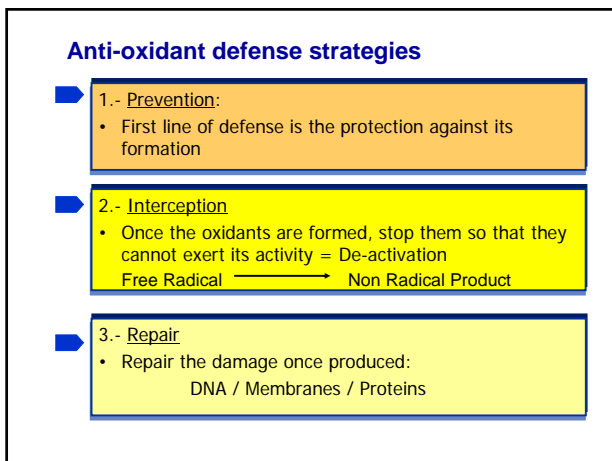 Anti-oxidant defense strategies
1.- Prevention:
• First line of defense is the protection against its
formation
2.- Interception
• Once the oxidants are formed, stop them so that they
cannot exert its activity = De-activation
Free Radical ⟶ Non Radical Product
3.- Repair
• Repair the damage once produced:
DNA / Membranes / Proteins